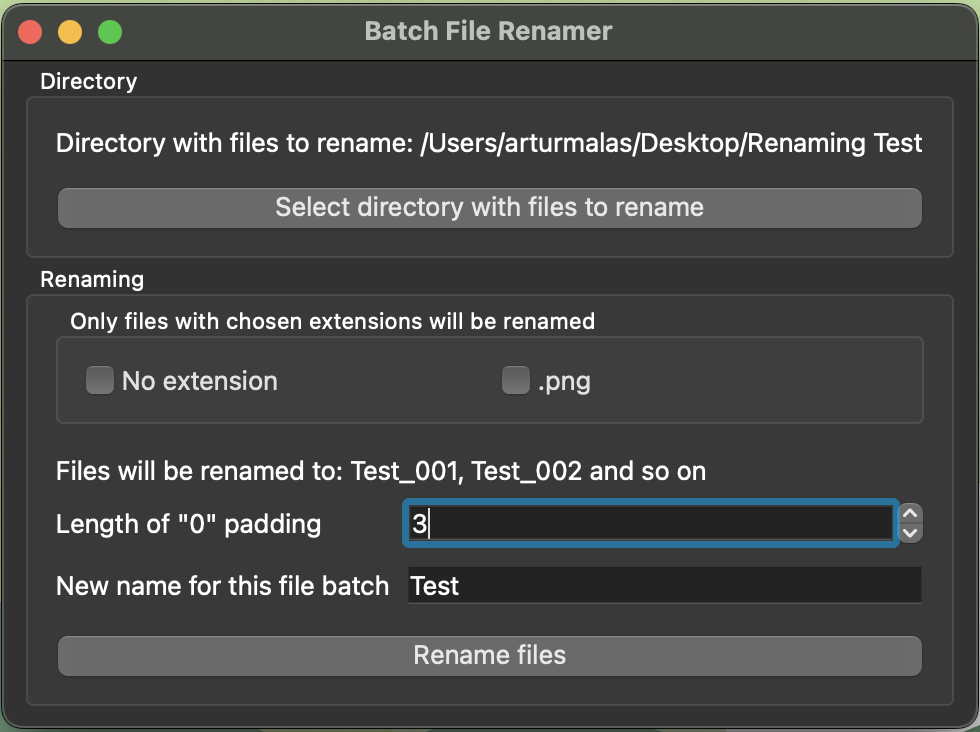 Batch File Renamer
Directory
Directory with files to rename: /Users/arturmalas/Desktop/Renaming Test
Select directory with files to rename
Renaming
Only files with chosen extensions will be renamed
No extension .png
Files will be renamed to: Test_001, Test_002 and so on
Length of "0" padding 3
New name for this file batch Test
Rename files